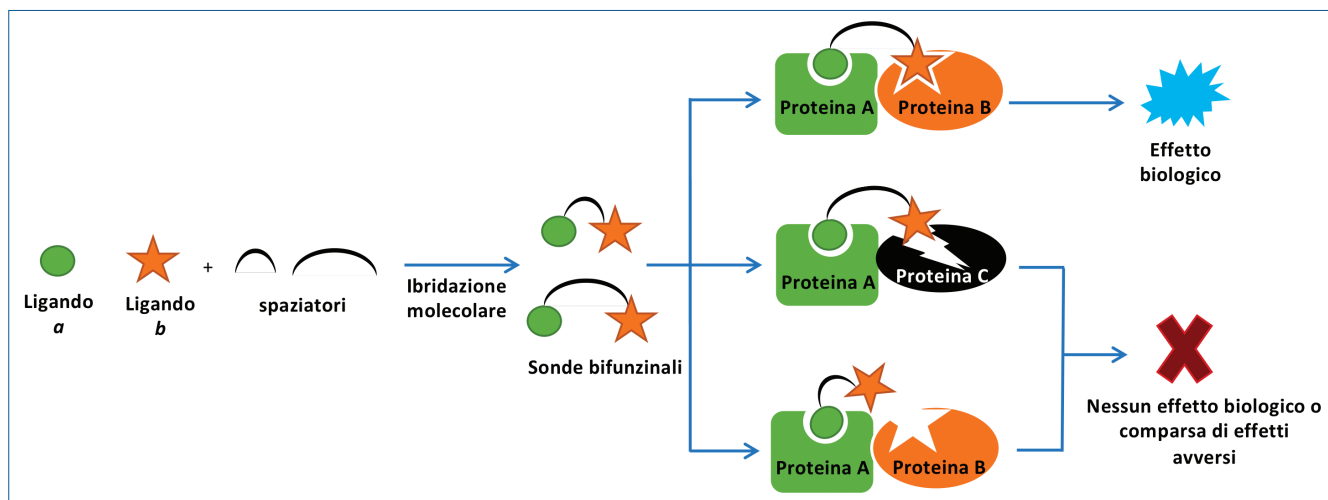 Ligando
a
Ligando
b
+
spaziatori
Ibridazione
molecolare
Sonde bifunzinali
Proteina A
Proteina B
Effetto
biologico
Proteina A
Proteina C
Proteina A
Proteina B
Nessun effetto biologico o
comparsa di effetti
avversi